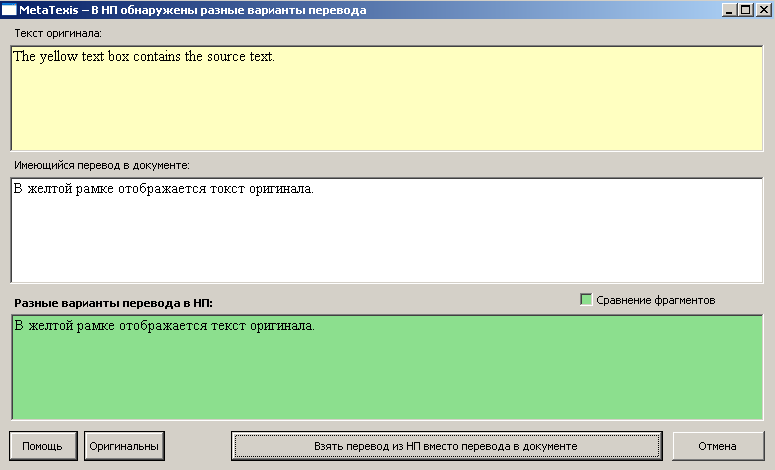 MetaTexis – В НП обнаружены разные варианты перевода
Текст оригинала:
The yellow text box contains the source text.
Имеющийся перевод в документе:
В желтой рамке отображается токст оригинала.
Разные варианты перевода в НП:
Сравнение фрагментов
В желтой рамке отображается текст оригинала.
Помощь
Оригинальны
Взять перевод из НП вместо перевода в документе
Отмена